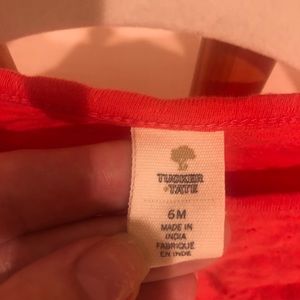 TUCKER
+TATE
6M
MADE IN
INDIA
FABRIQUÉ
EN INDE